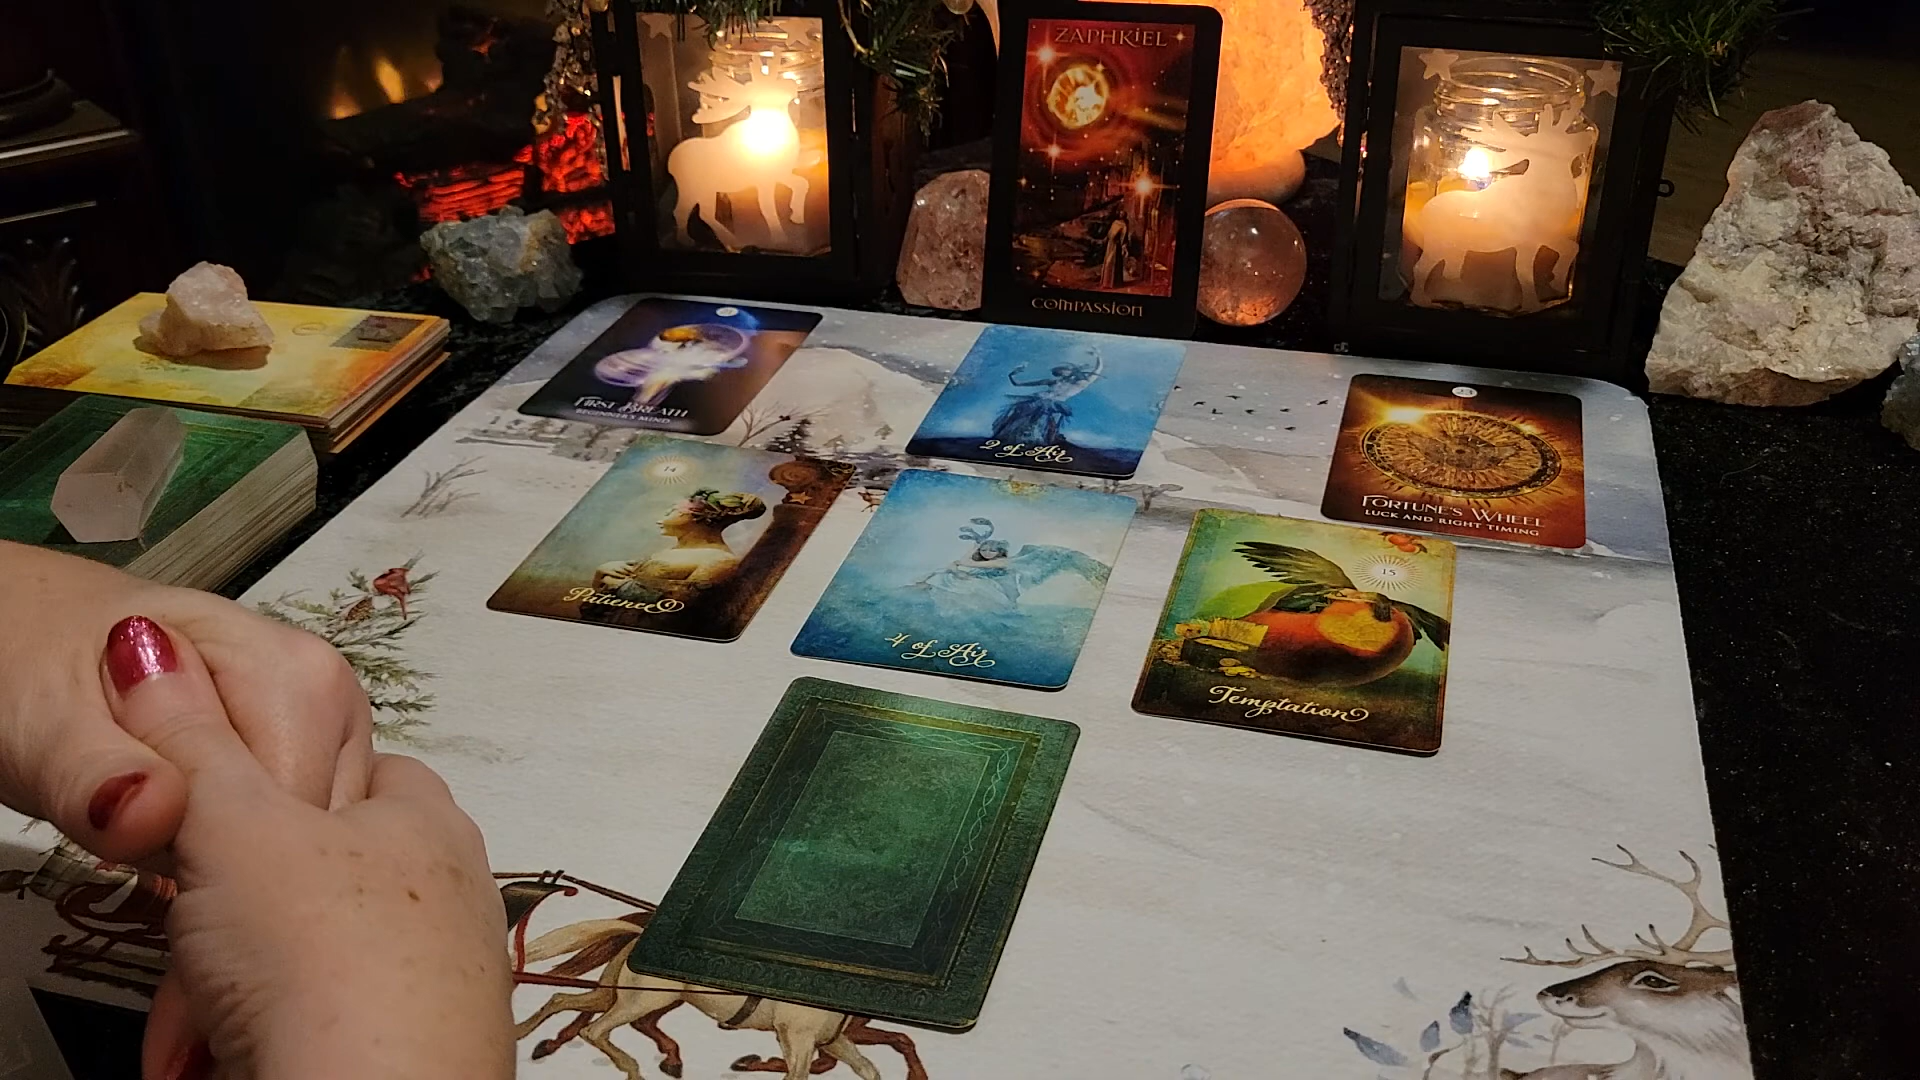 ZAPHKIEL
COMPASSION
FIRST BREATH
BEGINNER'S MIND
2 of Air
23
FORTUNE'S WHEEL
LUCK AND RIGHT TIMING
14
Patience
4 of Air
15
Temptation